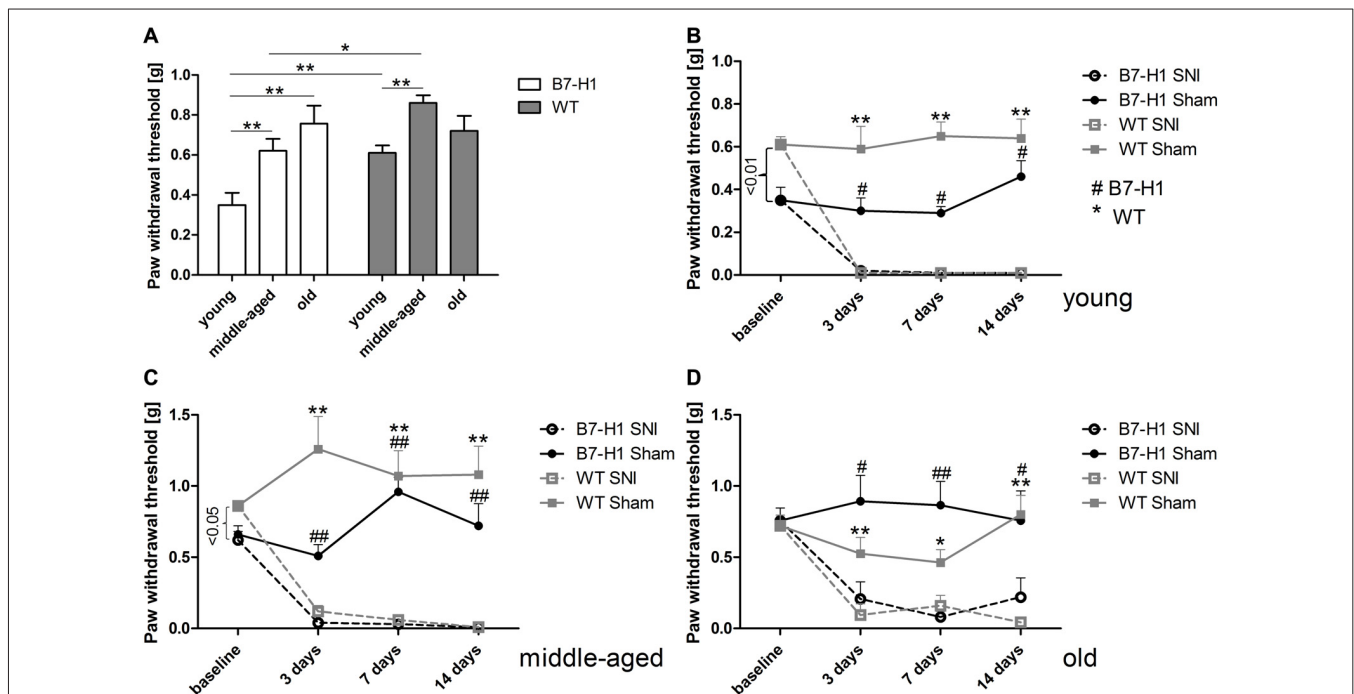 A
* 
**
**
**
**
Paw withdrawal threshold [g]
1.0
0.8
0.6
0.4
0.2
0.0
young
middle-aged
old
young
middle-aged
old
B7-H1
WT
B
Paw withdrawal threshold [g]
1.0
0.8
0.6
0.4
0.2
0.0
<0.01
**
**
**
#
#
#
baseline
3 days
7 days
14 days
young
B7-H1 SNI
B7-H1 Sham
WT SNI
WT Sham
# B7-H1
* WT
C
Paw withdrawal threshold [g]
1.5
1.0
0.5
0.0
<0.05
**
**
**
##
##
##
baseline
3 days
7 days
14 days
middle-aged
B7-H1 SNI
B7-H1 Sham
WT SNI
WT Sham
D
Paw withdrawal threshold [g]
1.5
1.0
0.5
0.0
#
##
#
**
**
*
baseline
3 days
7 days
14 days
old
B7-H1 SNI
B7-H1 Sham
WT SNI
WT Sham